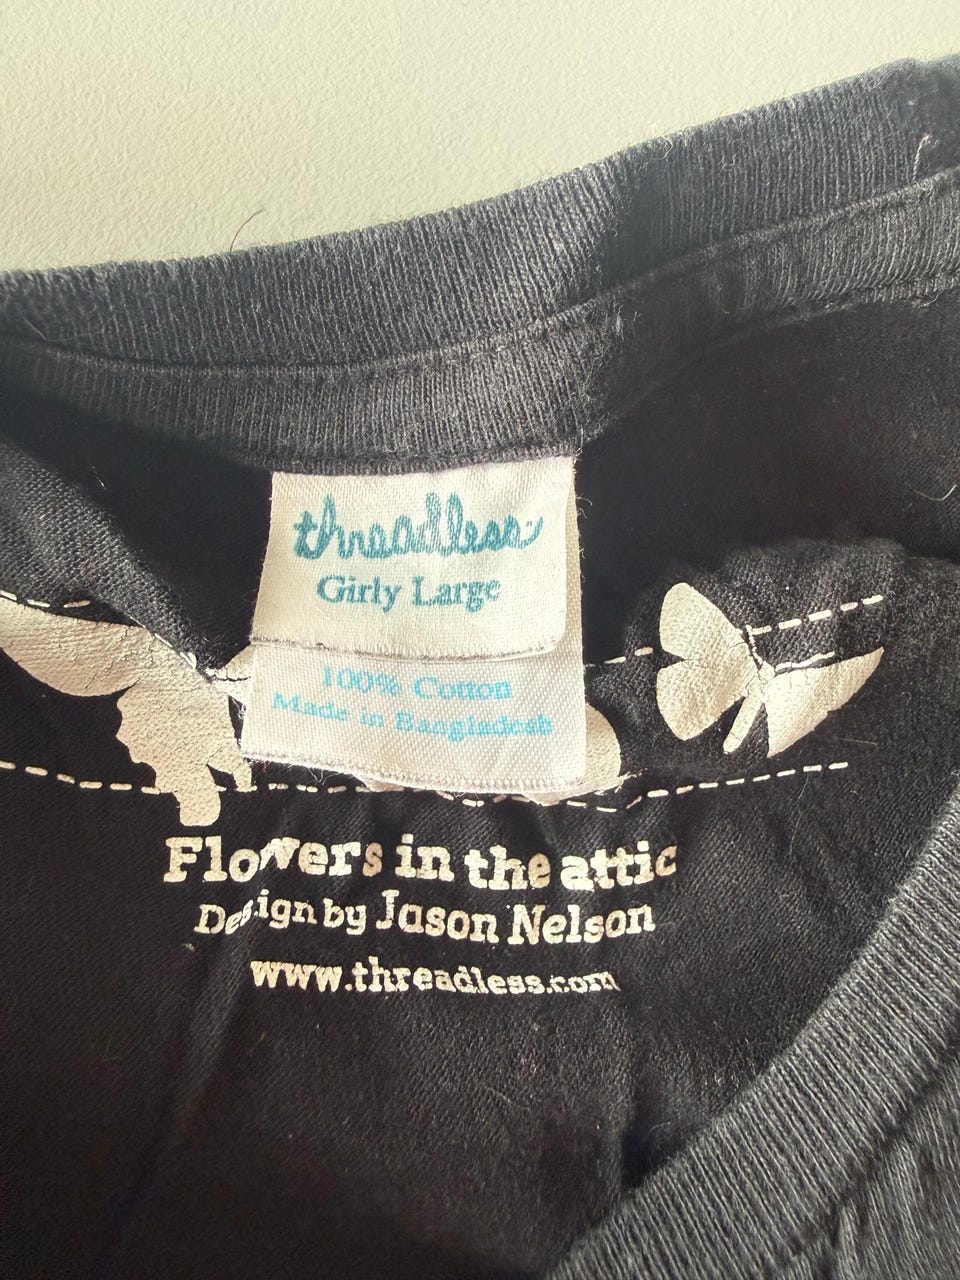 threadless
Girly Large
100% Cotton
Made in Bangladesh
Flowers in the attic
Design by Jason Nelson
www.threadless.com